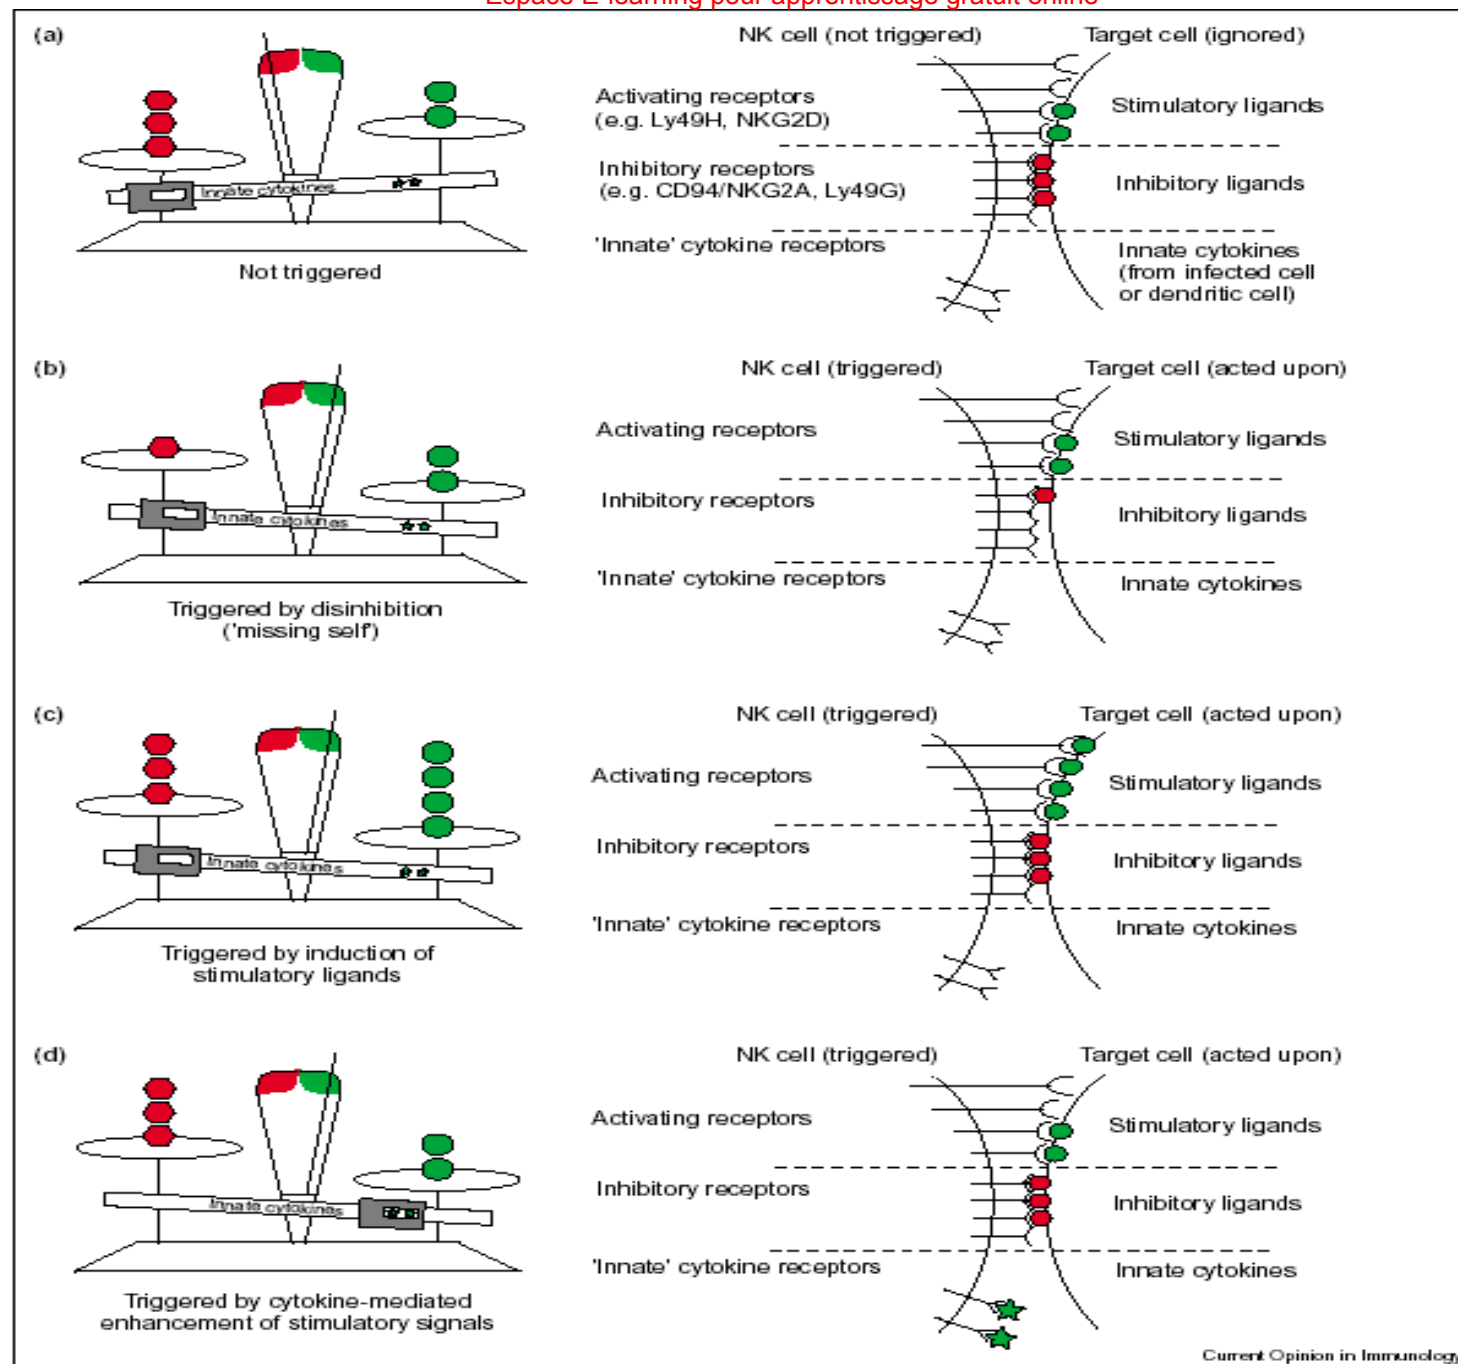 Espace E-learning pour apprentissage gratuit online
(a)
NK cell (not triggered)
Target cell (ignored)
Activating receptors
(e.g. Ly49H, NKG2D)
Stimulatory ligands
Inhibitory receptors
(e.g. CD94/NKG2A, Ly49G)
Inhibitory ligands
'Innate' cytokine receptors
Innate cytokines
(from infected cell
or dendritic cell)
Innate cytokines
Not triggered
(b)
NK cell (triggered)
Target cell (acted upon)
Activating receptors
Stimulatory ligands
Inhibitory receptors
Inhibitory ligands
'Innate' cytokine receptors
Innate cytokines
Innate cytokines
Triggered by disinhibition
('missing self')
(c)
NK cell (triggered)
Target cell (acted upon)
Activating receptors
Stimulatory ligands
Inhibitory receptors
Inhibitory ligands
'Innate' cytokine receptors
Innate cytokines
Innate cytokines
Triggered by induction of
stimulatory ligands
(d)
NK cell (triggered)
Target cell (acted upon)
Activating receptors
Stimulatory ligands
Inhibitory receptors
Inhibitory ligands
'Innate' cytokine receptors
Innate cytokines
Innate cytokines
Triggered by cytokine-mediated
enhancement of stimulatory signals
Current Opinion in Immunology